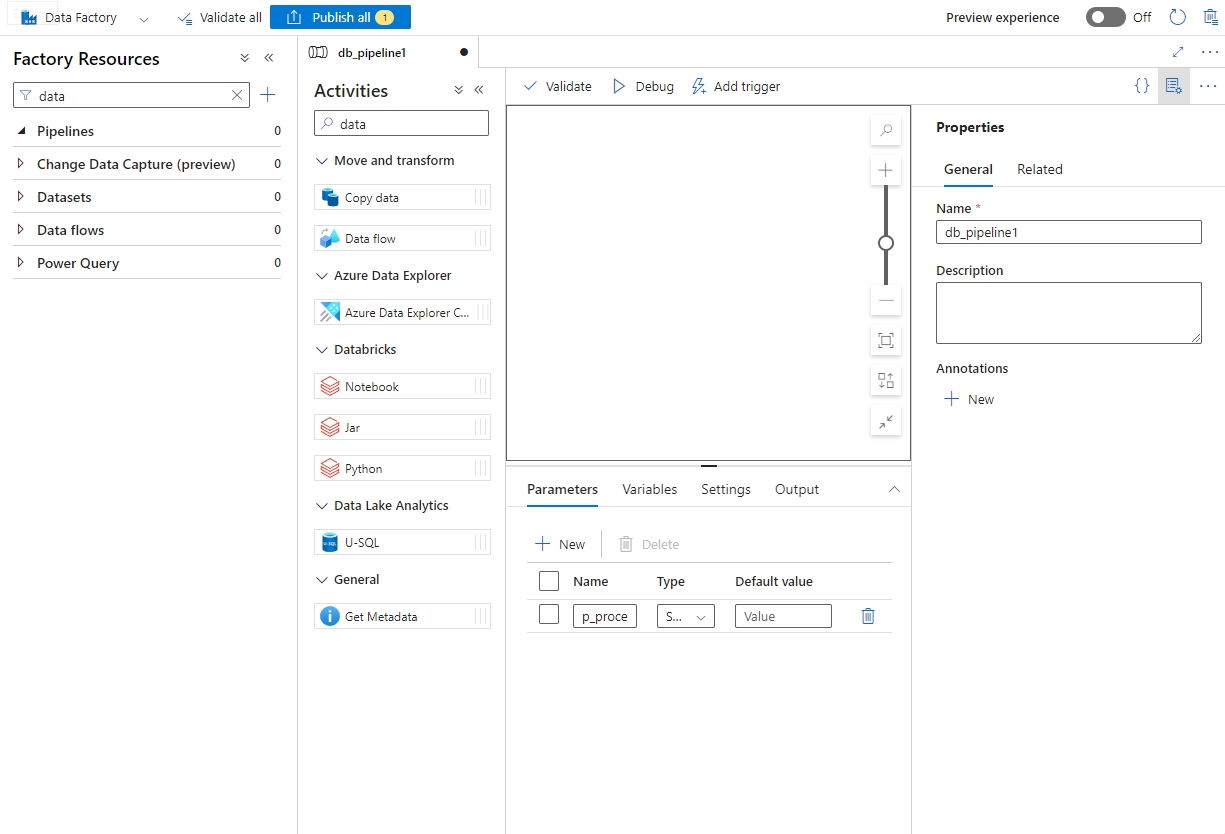 Data Factory
Validate all
Publish all 1
Preview experience
Off
Factory Resources
data
Pipelines 0
Change Data Capture (preview) 0
Datasets 0
Data flows 0
Power Query 0
db_pipeline1
Activities
data
Move and transform
Copy data
Data flow
Azure Data Explorer
Azure Data Explorer C...
Databricks
Notebook
Jar
Python
Data Lake Analytics
U-SQL
General
Get Metadata
Validate
Debug
Add trigger
{}
Parameters
Variables
Settings
Output
New
Delete
Name Type Default value
p_proce S... Value
Properties
General
Related
Name *
db_pipeline1
Description
Annotations
New